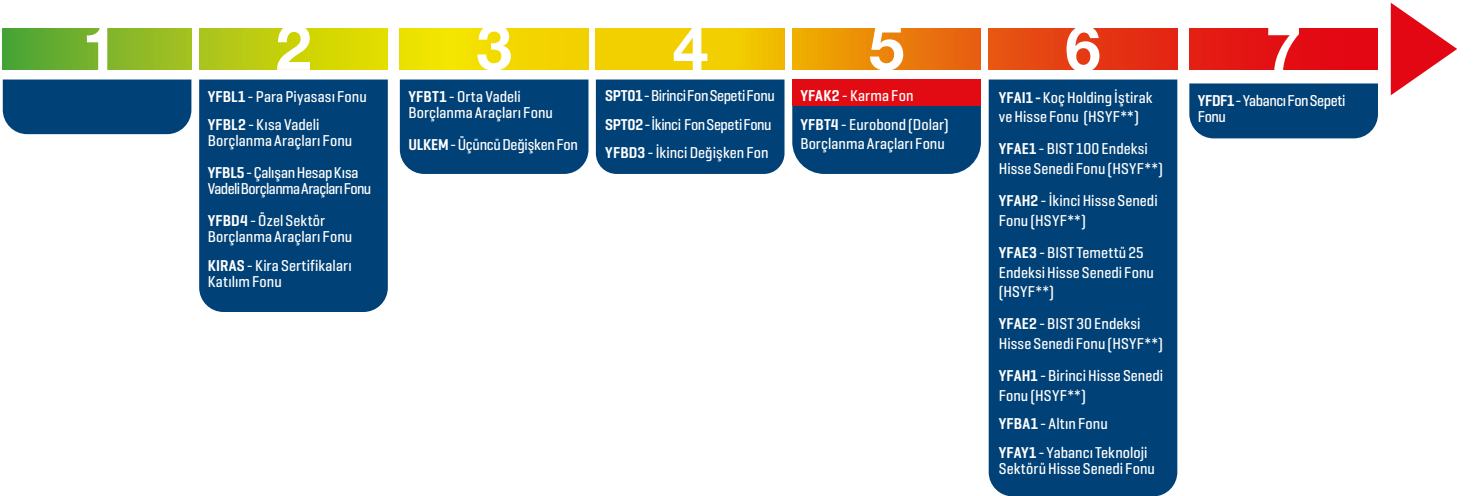 1
2
3
4
5
6
7
YFBL1 - Para Piyasası Fonu
YFBL2 - Kısa Vadeli
Borçlanma Araçları Fonu
YFBL5 - Çalışan Hesap Kısa
Vadeli Borçlanma Araçları Fonu
YFBD4 - Özel Sektör
Borçlanma Araçları Fonu
KIRAS - Kira Sertifikaları
Katılım Fonu
YFBT1 - Orta Vadeli
Borçlanma Araçları Fonu
ULKEM - Üçüncü Değişken Fon
SPT01 - Birinci Fon Sepeti Fonu
SPT02 - İkinci Fon Sepeti Fonu
YFBD3 - İkinci Değişken Fon
YFAK2 - Karma Fon
YFBT4 - Eurobond (Dolar)
Borçlanma Araçları Fonu
YFAI1 - Koç Holding İştirak
ve Hisse Fonu (HSYF**)
YFAE1 - BIST 100 Endeksi
Hisse Senedi Fonu (HSYF**)
YFAH2 - İkinci Hisse Senedi
Fonu (HSYF**)
YFAE3 - BIST Temettü 25
Endeksi Hisse Senedi Fonu
(HSYF**)
YFAE2 - BIST 30 Endeksi
Hisse Senedi Fonu (HSYF**)
YFAH1 - Birinci Hisse Senedi
Fonu (HSYF**)
YFBA1 - Altın Fonu
YFAY1 - Yabancı Teknoloji
Sektörü Hisse Senedi Fonu
YFDF1 - Yabancı Fon Sepeti
Fonu